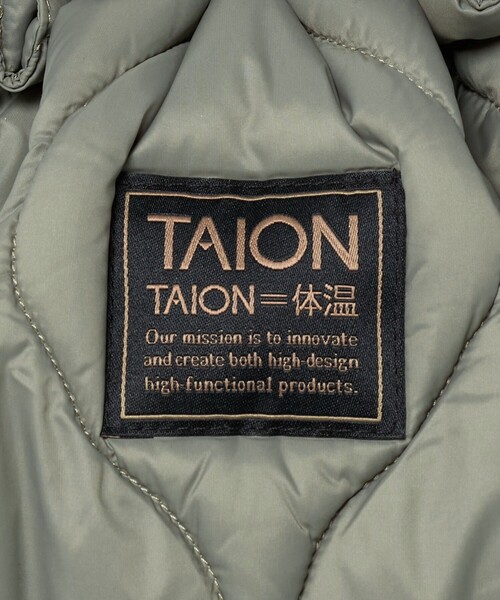 TAION
TAION=体温
Our mission is to innovate
and create both high-design
high-functional products.